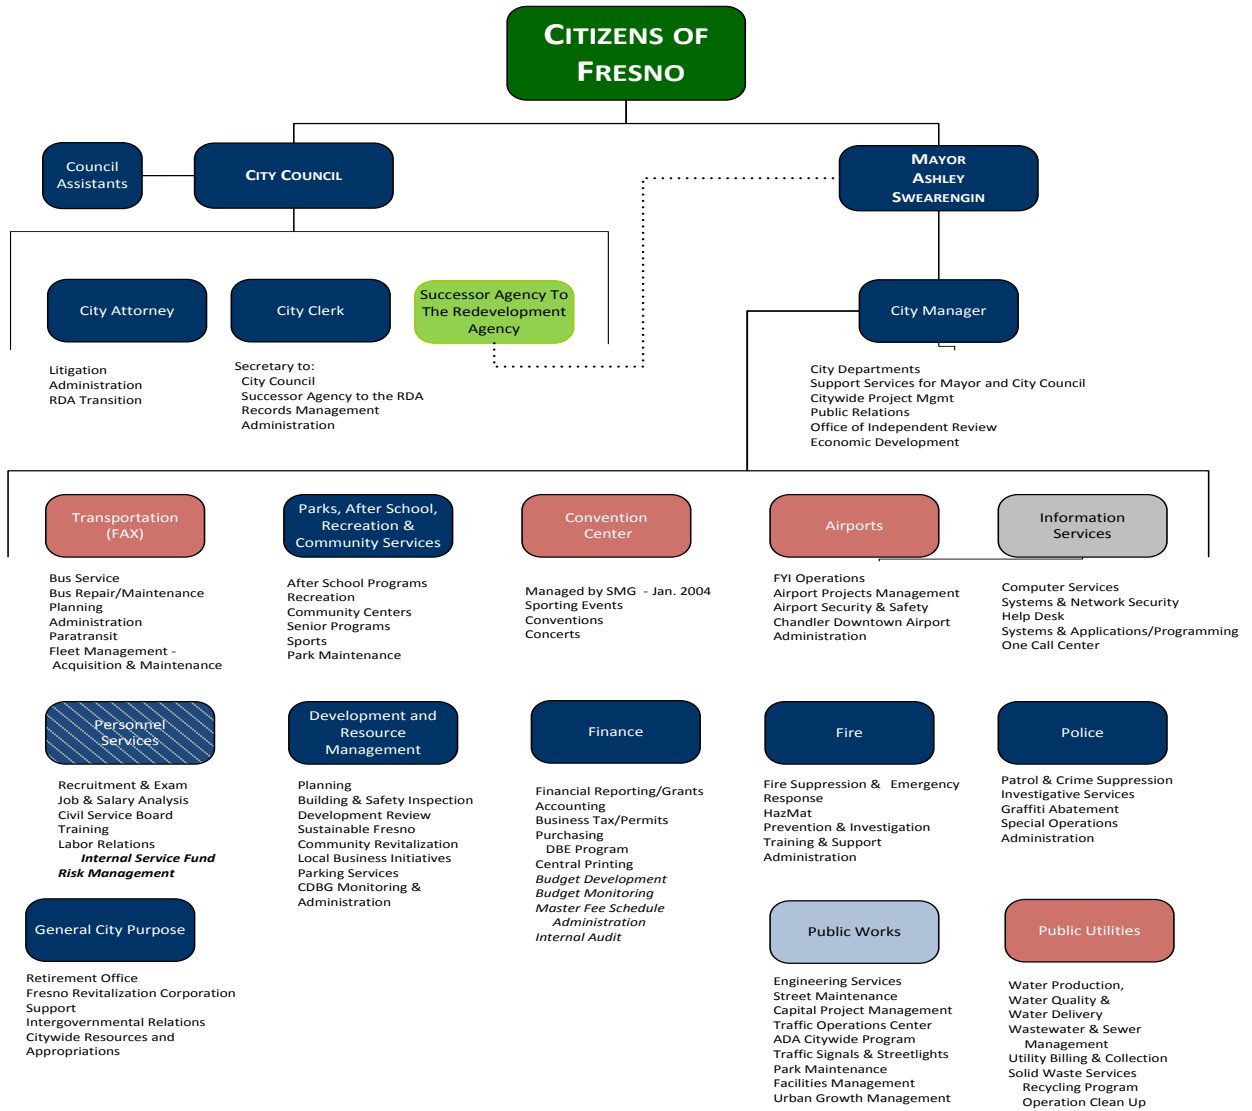 CITIZENS OF
FRESNO
Council
Assistants
CITY COUNCIL
MAYOR
ASHLEY
SWEARENGIN
City Attorney
City Clerk
Successor Agency To
The Redevelopment
Agency
City Manager
Litigation
Administration
RDA Transition
Secretary to:
City Council
Successor Agency to the RDA
Records Management
Administration
City Departments
Support Services for Mayor and City Council
Citywide Project Mgmt
Public Relations
Office of Independent Review
Economic Development
Transportation
(FAX)
Bus Service
Bus Repair/Maintenance
Planning
Administration
Paratransit
Fleet Management -
Acquisition & Maintenance
Parks, After School,
Recreation &
Community Services
After School Programs
Recreation
Community Centers
Senior Programs
Sports
Park Maintenance
Convention
Center
Managed by SMG - Jan. 2004
Sporting Events
Conventions
Concerts
Airports
FYI Operations
Airport Projects Management
Airport Security & Safety
Chandler Downtown Airport
Administration
Information
Services
Computer Services
Systems & Network Security
Help Desk
Systems & Applications/Programming
One Call Center
Personnel
Services
Recruitment & Exam
Job & Salary Analysis
Civil Service Board
Training
Labor Relations
Internal Service Fund
Risk Management
Development and
Resource
Management
Planning
Building & Safety Inspection
Development Review
Sustainable Fresno
Community Revitalization
Local Business Initiatives
Parking Services
CDBG Monitoring &
Administration
Finance
Financial Reporting/Grants
Accounting
Business Tax/Permits
Purchasing
DBE Program
Central Printing
Budget Development
Budget Monitoring
Master Fee Schedule
Administration
Internal Audit
Fire
Fire Suppression & Emergency
Response
HazMat
Prevention & Investigation
Training & Support
Administration
Police
Patrol & Crime Suppression
Investigative Services
Graffiti Abatement
Special Operations
Administration
General City Purpose
Retirement Office
Fresno Revitalization Corporation
Support
Intergovernmental Relations
Citywide Resources and
Appropriations
Public Works
Engineering Services
Street Maintenance
Capital Project Management
Traffic Operations Center
ADA Citywide Program
Traffic Signals & Streetlights
Park Maintenance
Facilities Management
Urban Growth Management
Public Utilities
Water Production,
Water Quality &
Water Delivery
Wastewater & Sewer
Management
Utility Billing & Collection
Solid Waste Services
Recycling Program
Operation Clean Up